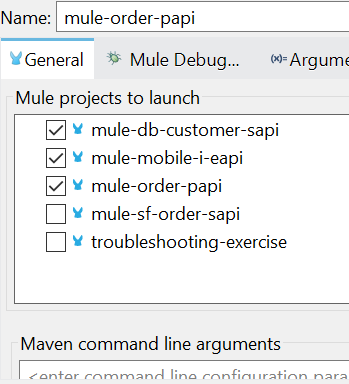 Name: mule-order-papi
General Mule Debug... (x)= Argume
Mule projects to launch
mule-db-customer-sapi
mule-mobile-i-eapi
mule-order-papi
mule-sf-order-sapi
troubleshooting-exercise
Maven command line arguments
<enter command line configuration para